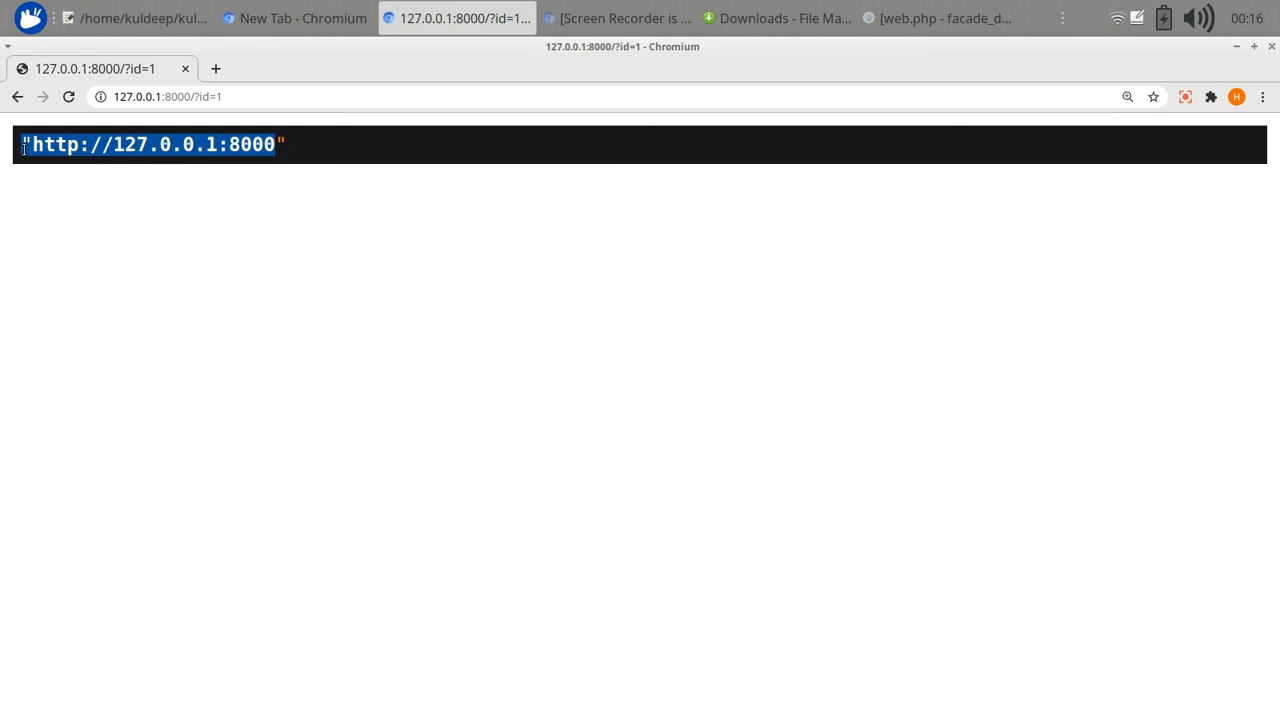 /home/kuldeep/kul...
New Tab - Chromium
127.0.0.1:8000/?id=1...
[Screen Recorder is ...
Downloads - File Ma...
[web.php - facade_d...
00:16
127.0.0.1:8000/?id=1 - Chromium
127.0.0.1:8000/?id=1
127.0.0.1:8000/?id=1
H
"http://127.0.0.1:8000"